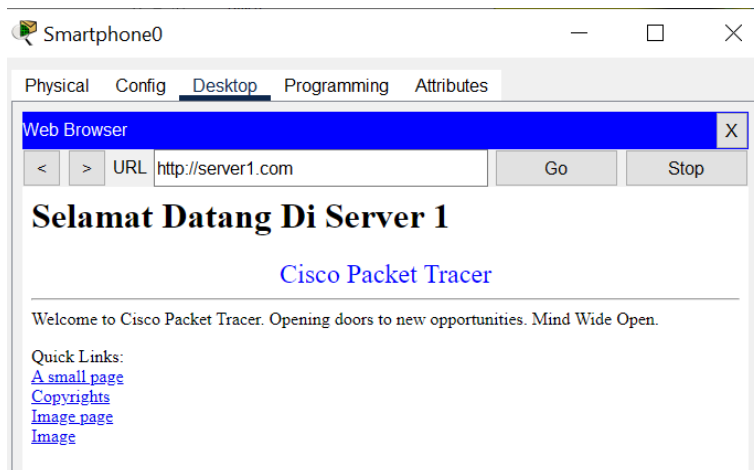 Smartphone0
Physical Config Desktop Programming Attributes
Web Browser X
< > URL http://server1.com Go Stop
Selamat Datang Di Server 1
Cisco Packet Tracer
Welcome to Cisco Packet Tracer. Opening doors to new opportunities. Mind Wide Open.
Quick Links:
A small page
Copyrights
Image page
Image